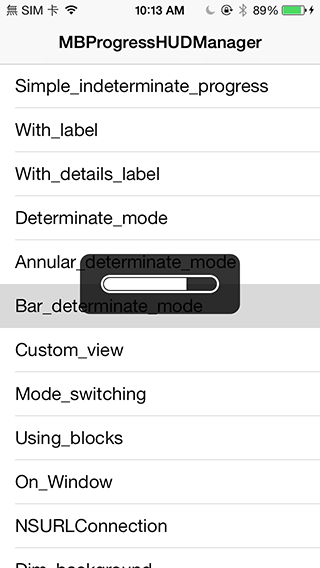 無 SIM 卡 10:13 AM 89%
MBProgressHUDManager
Simple_indeterminate_progress
With_label
With_details_label
Determinate_mode
Annular_determinate_mode
Bar_determinate_mode
Custom_view
Mode_switching
Using_blocks
On_Window
NSURLConnection
Dim_background